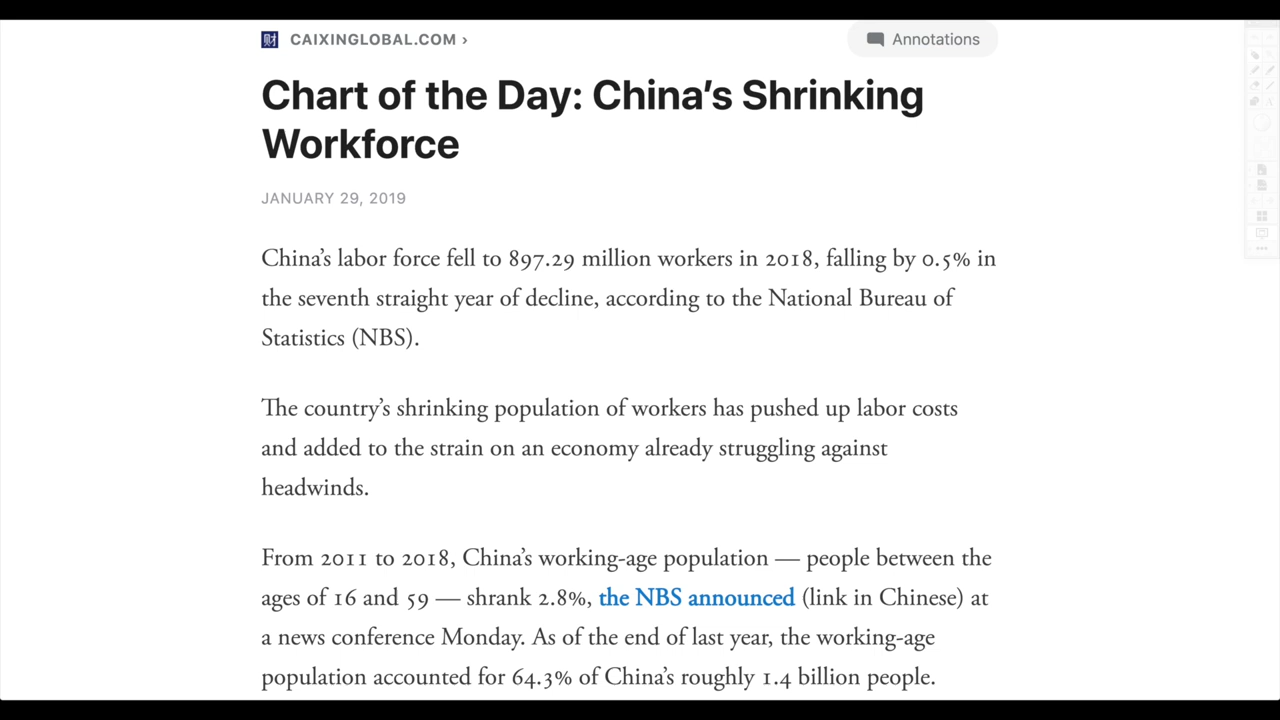 财 CAIXINGLOBAL.COM ›
Annotations
Chart of the Day: China’s Shrinking
Workforce
JANUARY 29, 2019
China’s labor force fell to 897.29 million workers in 2018, falling by 0.5% in
the seventh straight year of decline, according to the National Bureau of
Statistics (NBS).
The country’s shrinking population of workers has pushed up labor costs
and added to the strain on an economy already struggling against
headwinds.
From 2011 to 2018, China’s working-age population — people between the
ages of 16 and 59 — shrank 2.8%, the NBS announced (link in Chinese) at
a news conference Monday. As of the end of last year, the working-age
population accounted for 64.3% of China’s roughly 1.4 billion people.